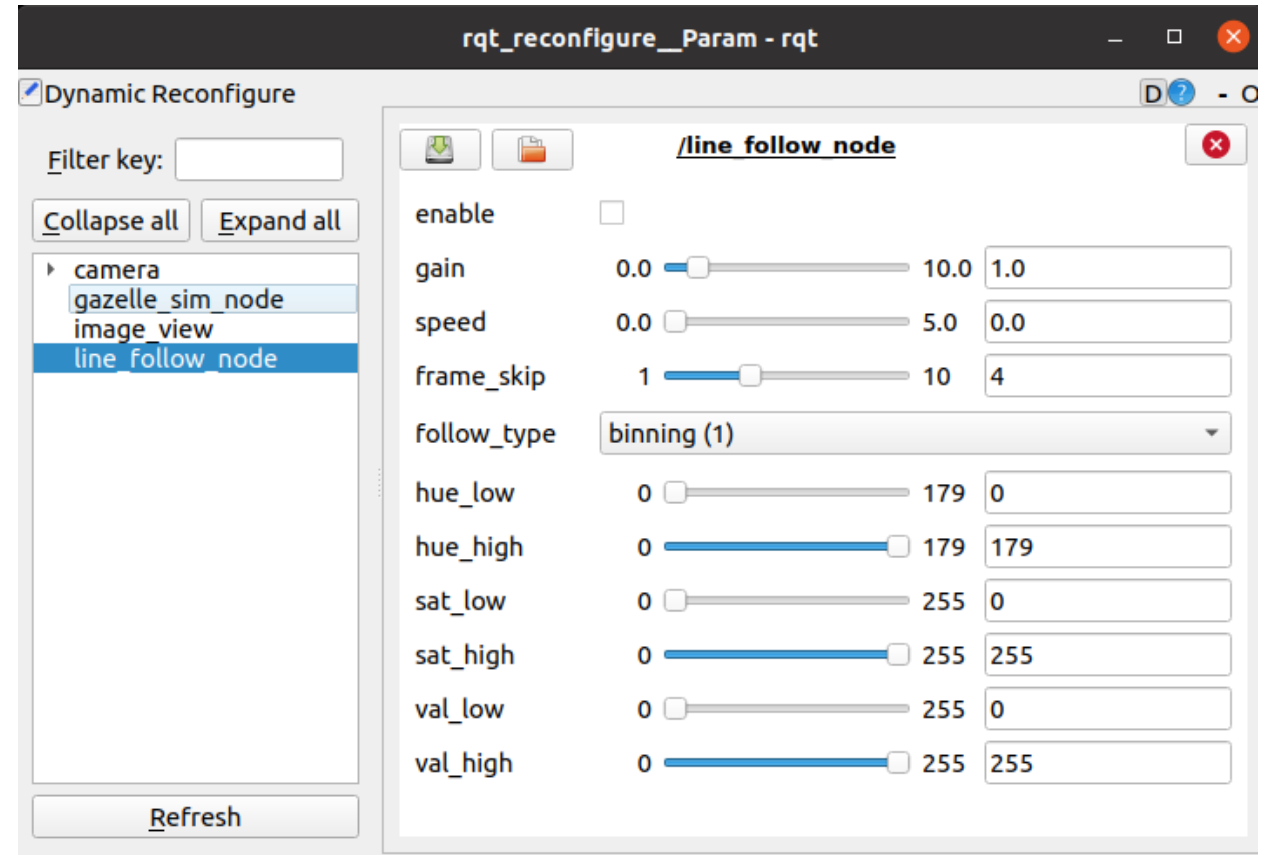 rqt_reconfigure__Param - rqt
Dynamic Reconfigure
D ? - O
Filter key:
Collapse all Expand all
camera
gazelle_sim_node
image_view
line_follow_node
Refresh
/line_follow_node
enable
gain 0.0 10.0 1.0
speed 0.0 5.0 0.0
frame_skip 1 10 4
follow_type binning (1)
hue_low 0 179 0
hue_high 0 179 179
sat_low 0 255 0
sat_high 0 255 255
val_low 0 255 0
val_high 0 255 255